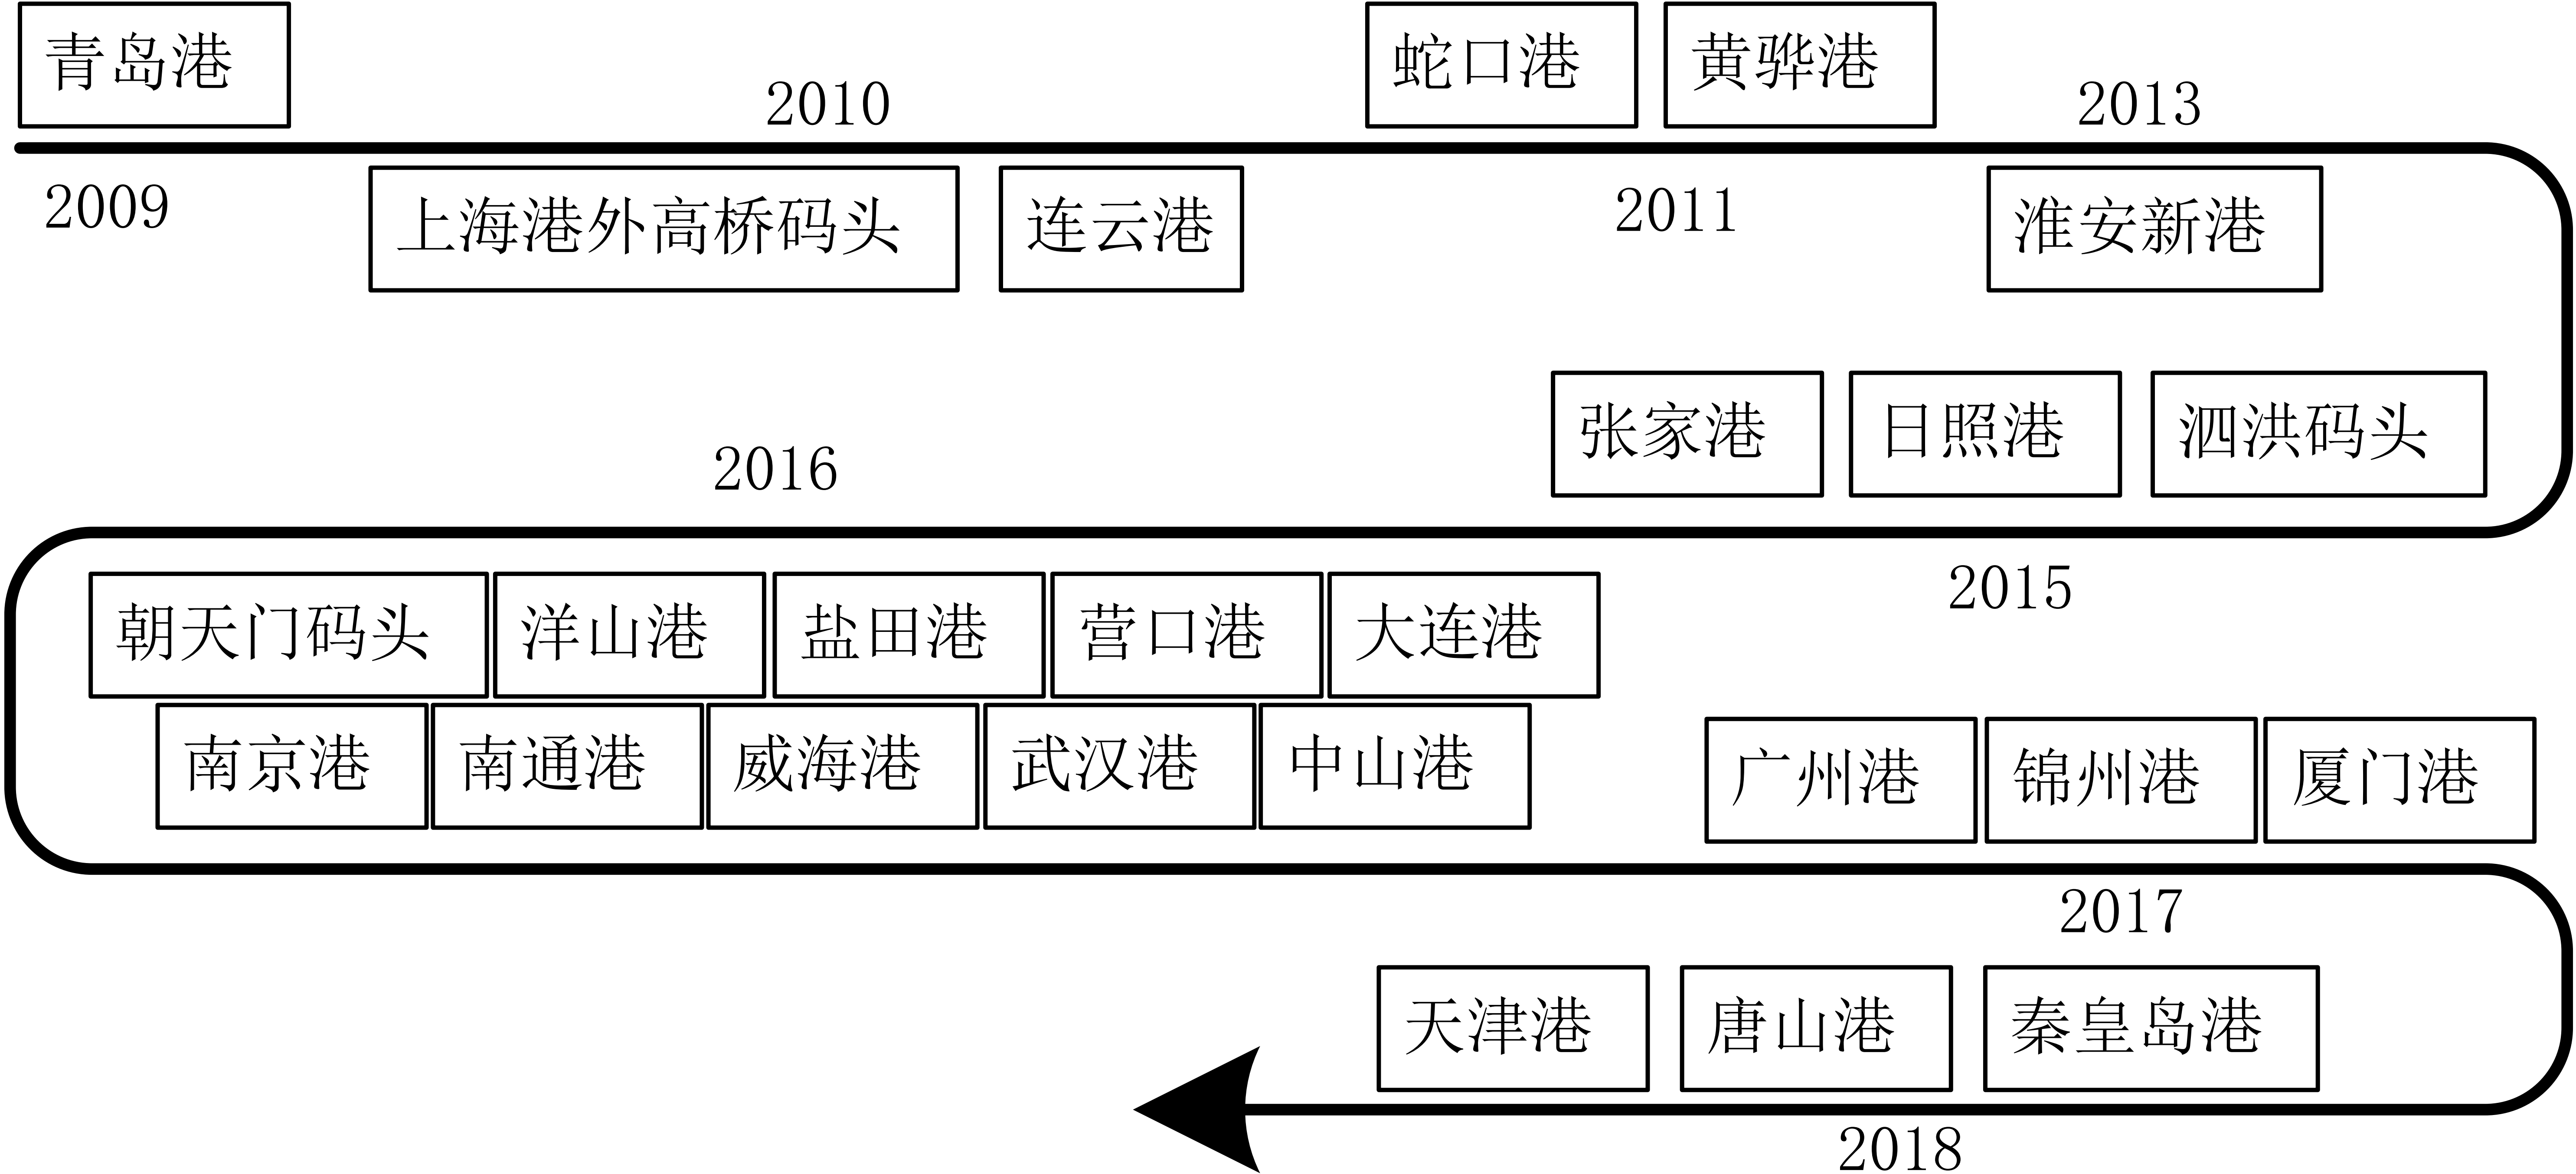 青岛港
2009
2010
上海港外高桥码头
连云港
蛇口港
黄骅港
2011
2013
淮安新港
张家港
日照港
泗洪码头
2015
2016
朝天门码头
洋山港
盐田港
营口港
大连港
南京港
南通港
威海港
武汉港
中山港
广州港
锦州港
厦门港
2017
天津港
唐山港
秦皇岛港
2018